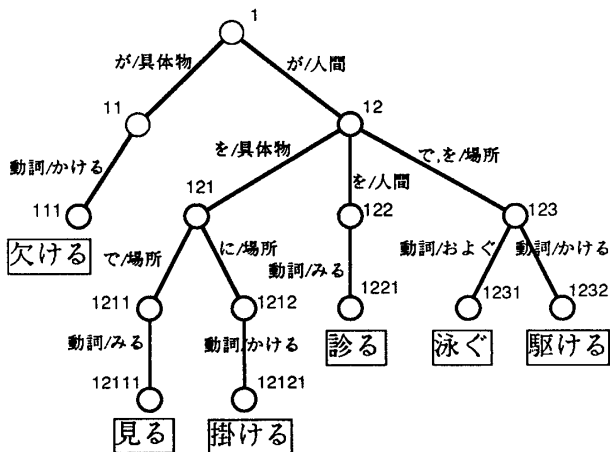 1
が/具体物
が/人間
11
12
動詞/かける
を/具体物
を/人間
で,を/場所
111
121
122
123
欠ける
で/場所
に/場所
動詞/みる
動詞/およぐ
動詞/かける
1211
1212
1221
1231
1232
動詞/みる
動詞/かける
診る
泳ぐ
駆ける
12111
12121
見る
掛ける